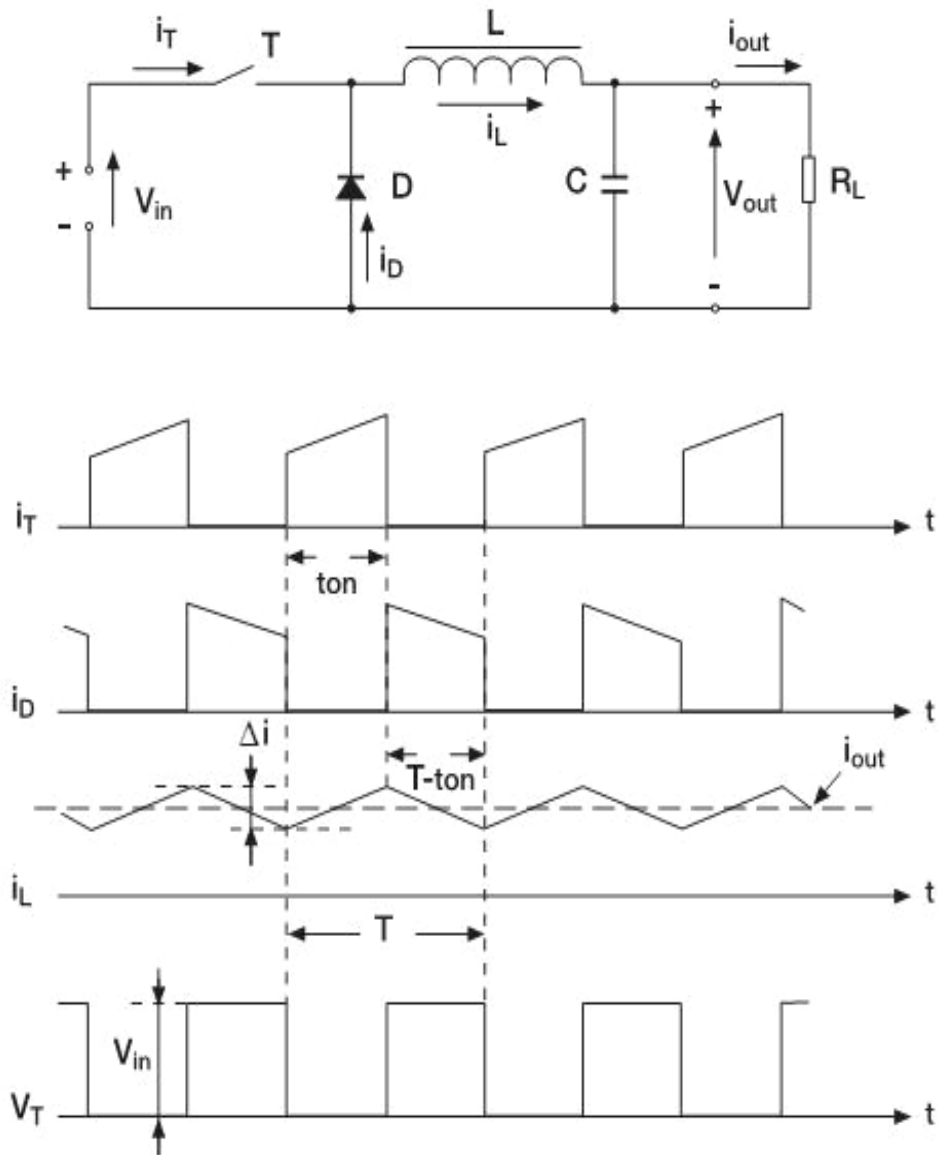 i_T T L i_out
+
i_L
+ V_in D C V_out R_L
-
i_D
-
i_T t
ton
i_D t
Δi
T-ton i_out
i_L t
T
V_in
V_T t